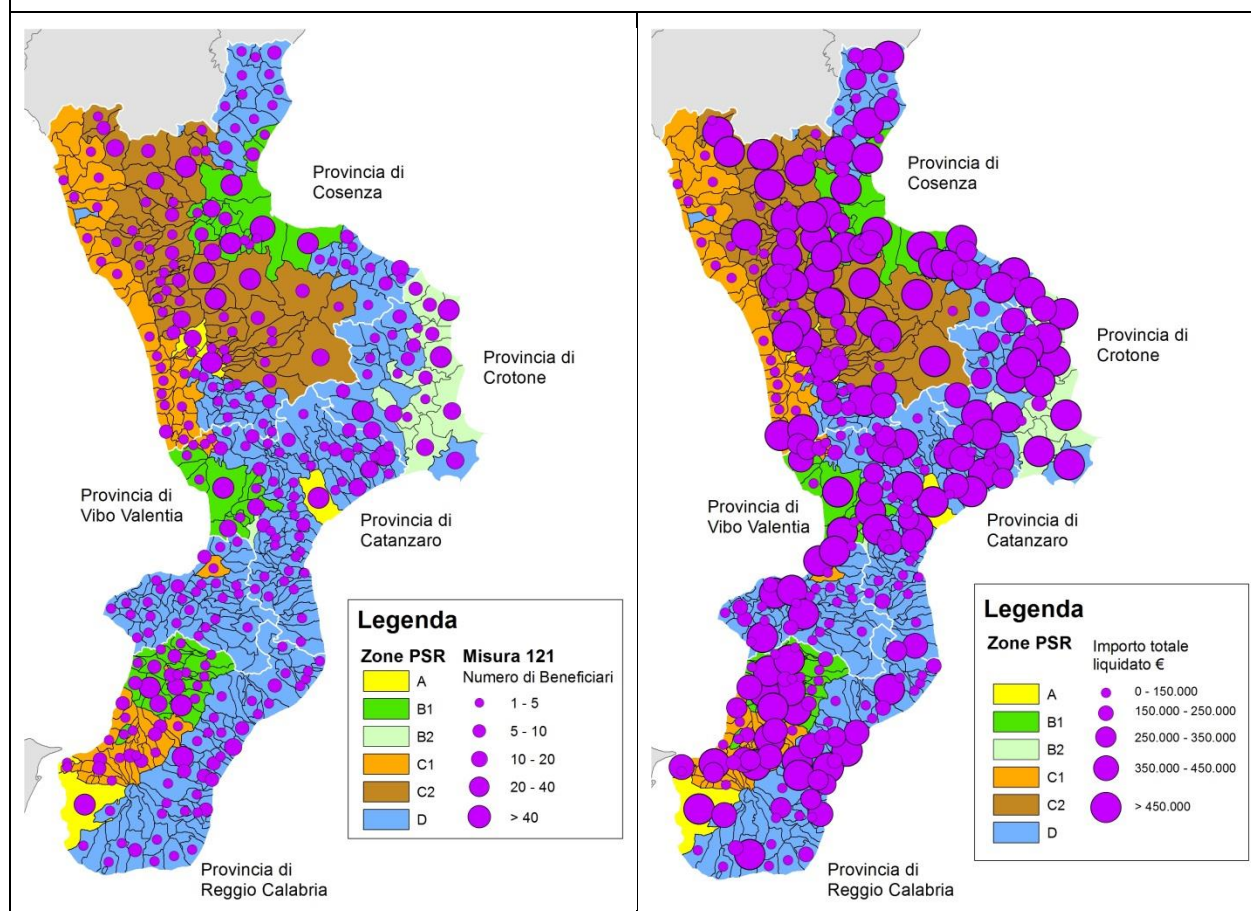 Provincia di
Cosenza
Provincia di
Crotone
Provincia di
Vibo Valentia
Provincia di
Catanzaro
Legenda
Zone PSR
A
B1
B2
C1
C2
D
Misura 121
Numero di Beneficiari
1 - 5
5 - 10
10 - 20
20 - 40
> 40
Provincia di
Reggio Calabria
Provincia di
Cosenza
Provincia di
Crotone
Provincia di
Vibo Valentia
Provincia di
Catanzaro
Legenda
Zone PSR
A
B1
B2
C1
C2
D
Importo totale
liquidato €
0 - 150.000
150.000 - 250.000
250.000 - 350.000
350.000 - 450.000
> 450.000
Provincia di
Reggio Calabria